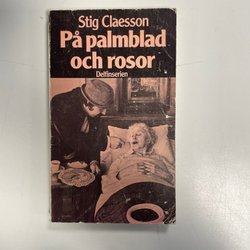 Stig Claesson
På palmblad
och rosor
Delfinserien